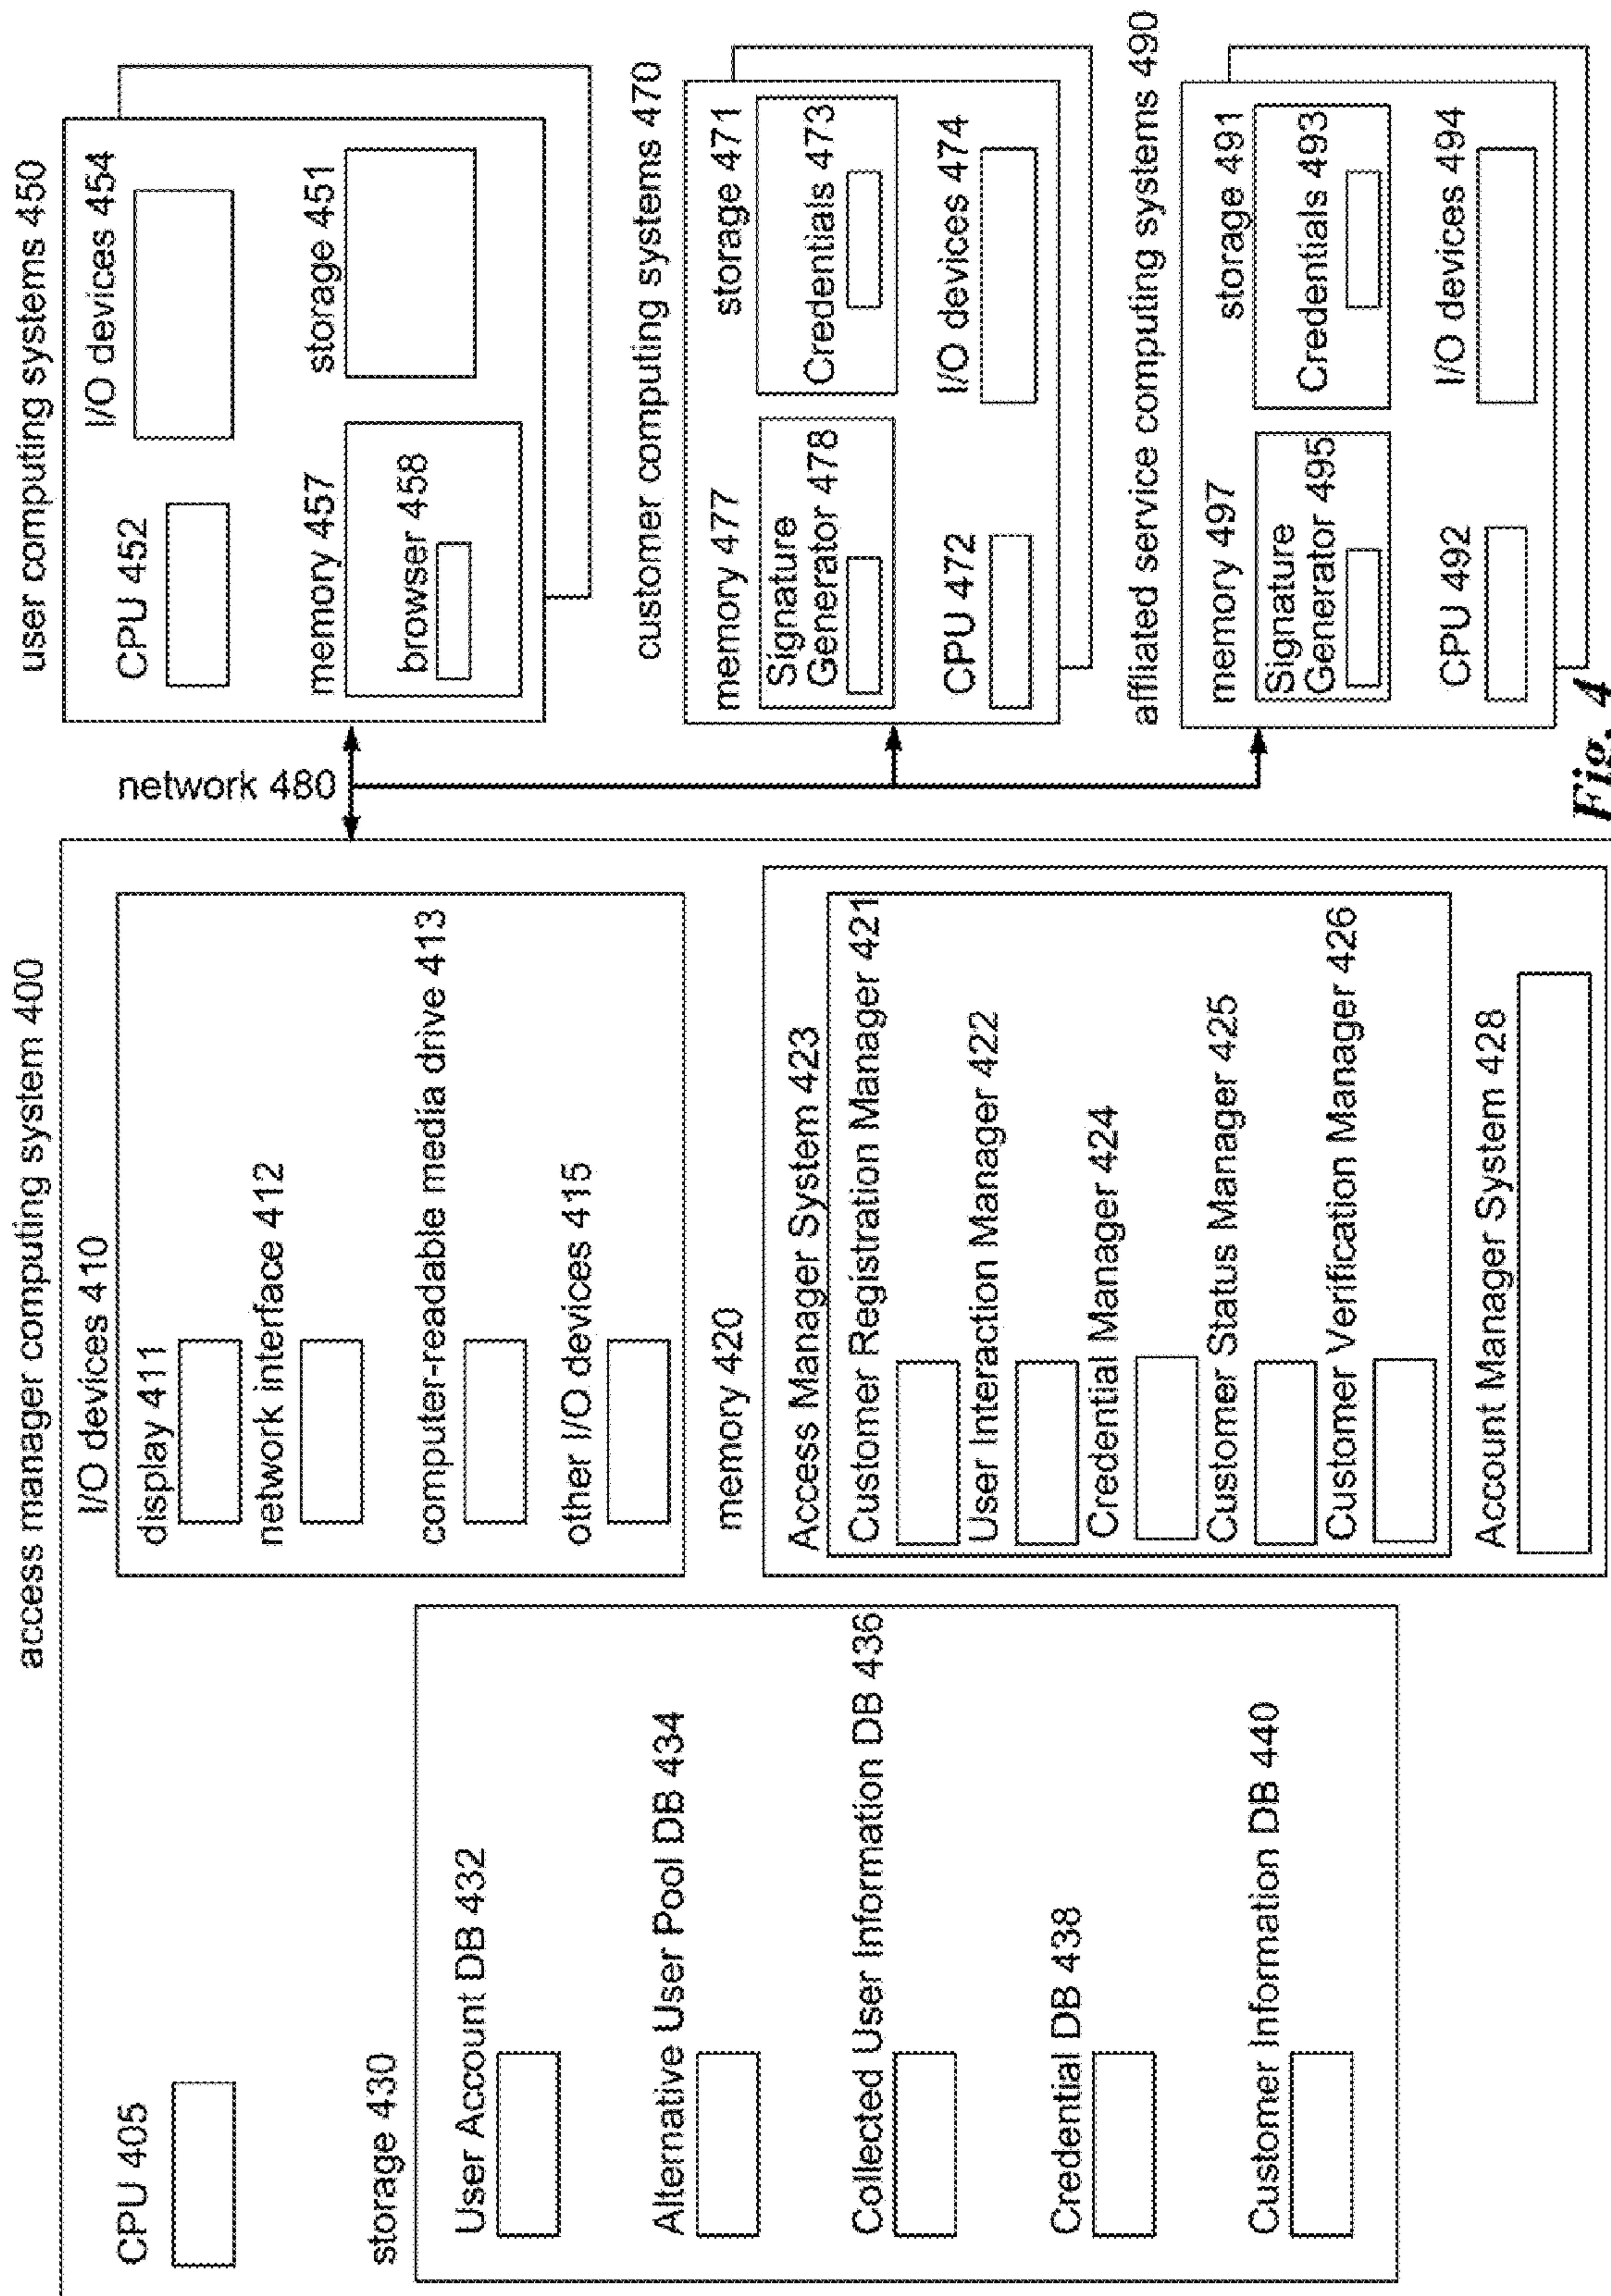 access manager computing system 400
CPU 405
storage 430
User Account DB 432
Alternative User Pool DB 434
Collected User Information DB 436
Credential DB 438
Customer Information DB 440
I/O devices 410
display 411
network interface 412
computer-readable media drive 413
other I/O devices 415
memory 420
Access Manager System 423
Customer Registration Manager 421
User Interaction Manager 422
Credential Manager 424
Customer Status Manager 425
Customer Verification Manager 426
Account Manager System 428
network 480
user computing systems 450
CPU 452
I/O devices 454
memory 457
browser 458
storage 451
customer computing systems 470
memory 477
Signature
Generator 478
storage 471
Credentials 473
CPU 472
I/O devices 474
affiliated service computing systems 490
memory 497
Signature
Generator 495
storage 491
Credentials 493
CPU 492
I/O devices 494
Fig. 4